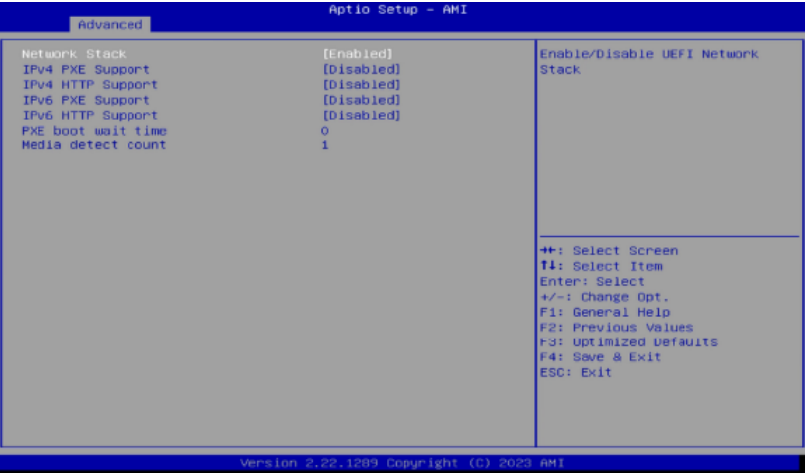 Aptio Setup - AMI
Advanced
Network Stack [Enabled]
IPv4 PXE Support [Disabled]
IPv4 HTTP Support [Disabled]
IPv6 PXE Support [Disabled]
IPv6 HTTP Support [Disabled]
PXE boot wait time 0
Media detect count 1
Enable/Disable UEFI Network
Stack
→←: Select Screen
↑↓: Select Item
Enter: Select
+/-: Change Opt.
F1: General Help
F2: Previous Values
F3: Optimized Defaults
F4: Save & Exit
ESC: Exit
Version 2.22.1289 Copyright (C) 2023 AMI